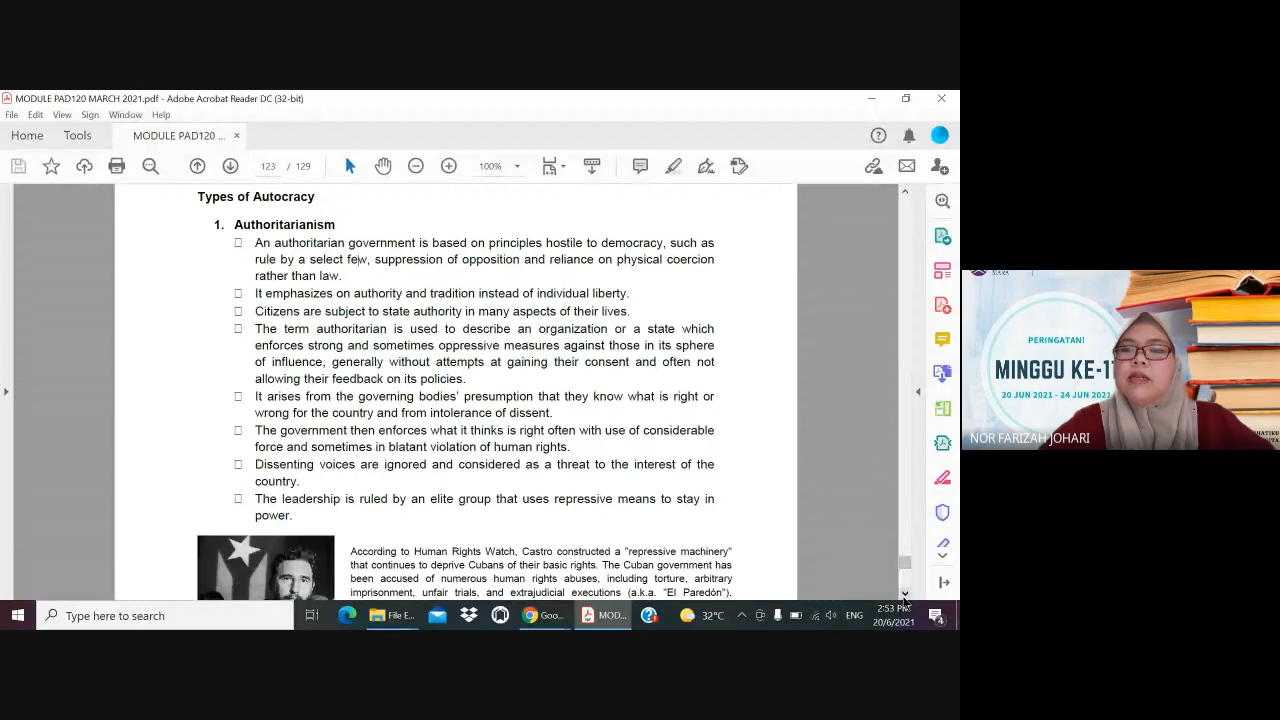 MODULE PAD120 MARCH 2021.pdf - Adobe Acrobat Reader DC (32-bit)
File Edit View Sign Window Help
Home Tools MODULE PAD120 ... ×
123 / 129 100%
Types of Autocracy
1. Authoritarianism
An authoritarian government is based on principles hostile to democracy, such as
rule by a select few, suppression of opposition and reliance on physical coercion
rather than law.
It emphasizes on authority and tradition instead of individual liberty.
Citizens are subject to state authority in many aspects of their lives.
The term authoritarian is used to describe an organization or a state which
enforces strong and sometimes oppressive measures against those in its sphere
of influence, generally without attempts at gaining their consent and often not
allowing their feedback on its policies.
It arises from the governing bodies' presumption that they know what is right or
wrong for the country and from intolerance of dissent.
The government then enforces what it thinks is right often with use of considerable
force and sometimes in blatant violation of human rights.
Dissenting voices are ignored and considered as a threat to the interest of the
country.
The leadership is ruled by an elite group that uses repressive means to stay in
power.
According to Human Rights Watch, Castro constructed a "repressive machinery"
that continues to deprive Cubans of their basic rights. The Cuban government has
been accused of numerous human rights abuses, including torture, arbitrary
imprisonment, unfair trials, and extrajudicial executions (a.k.a. "El Paredón").
Type here to search
File E...
Goo...
MOD...
32°C
ENG
2:53 PM
20/6/2021
4
PERINGATAN!
MINGGU KE-1
20 JUN 2021 - 24 JUN 2021
NOR FARIZAH JOHARI